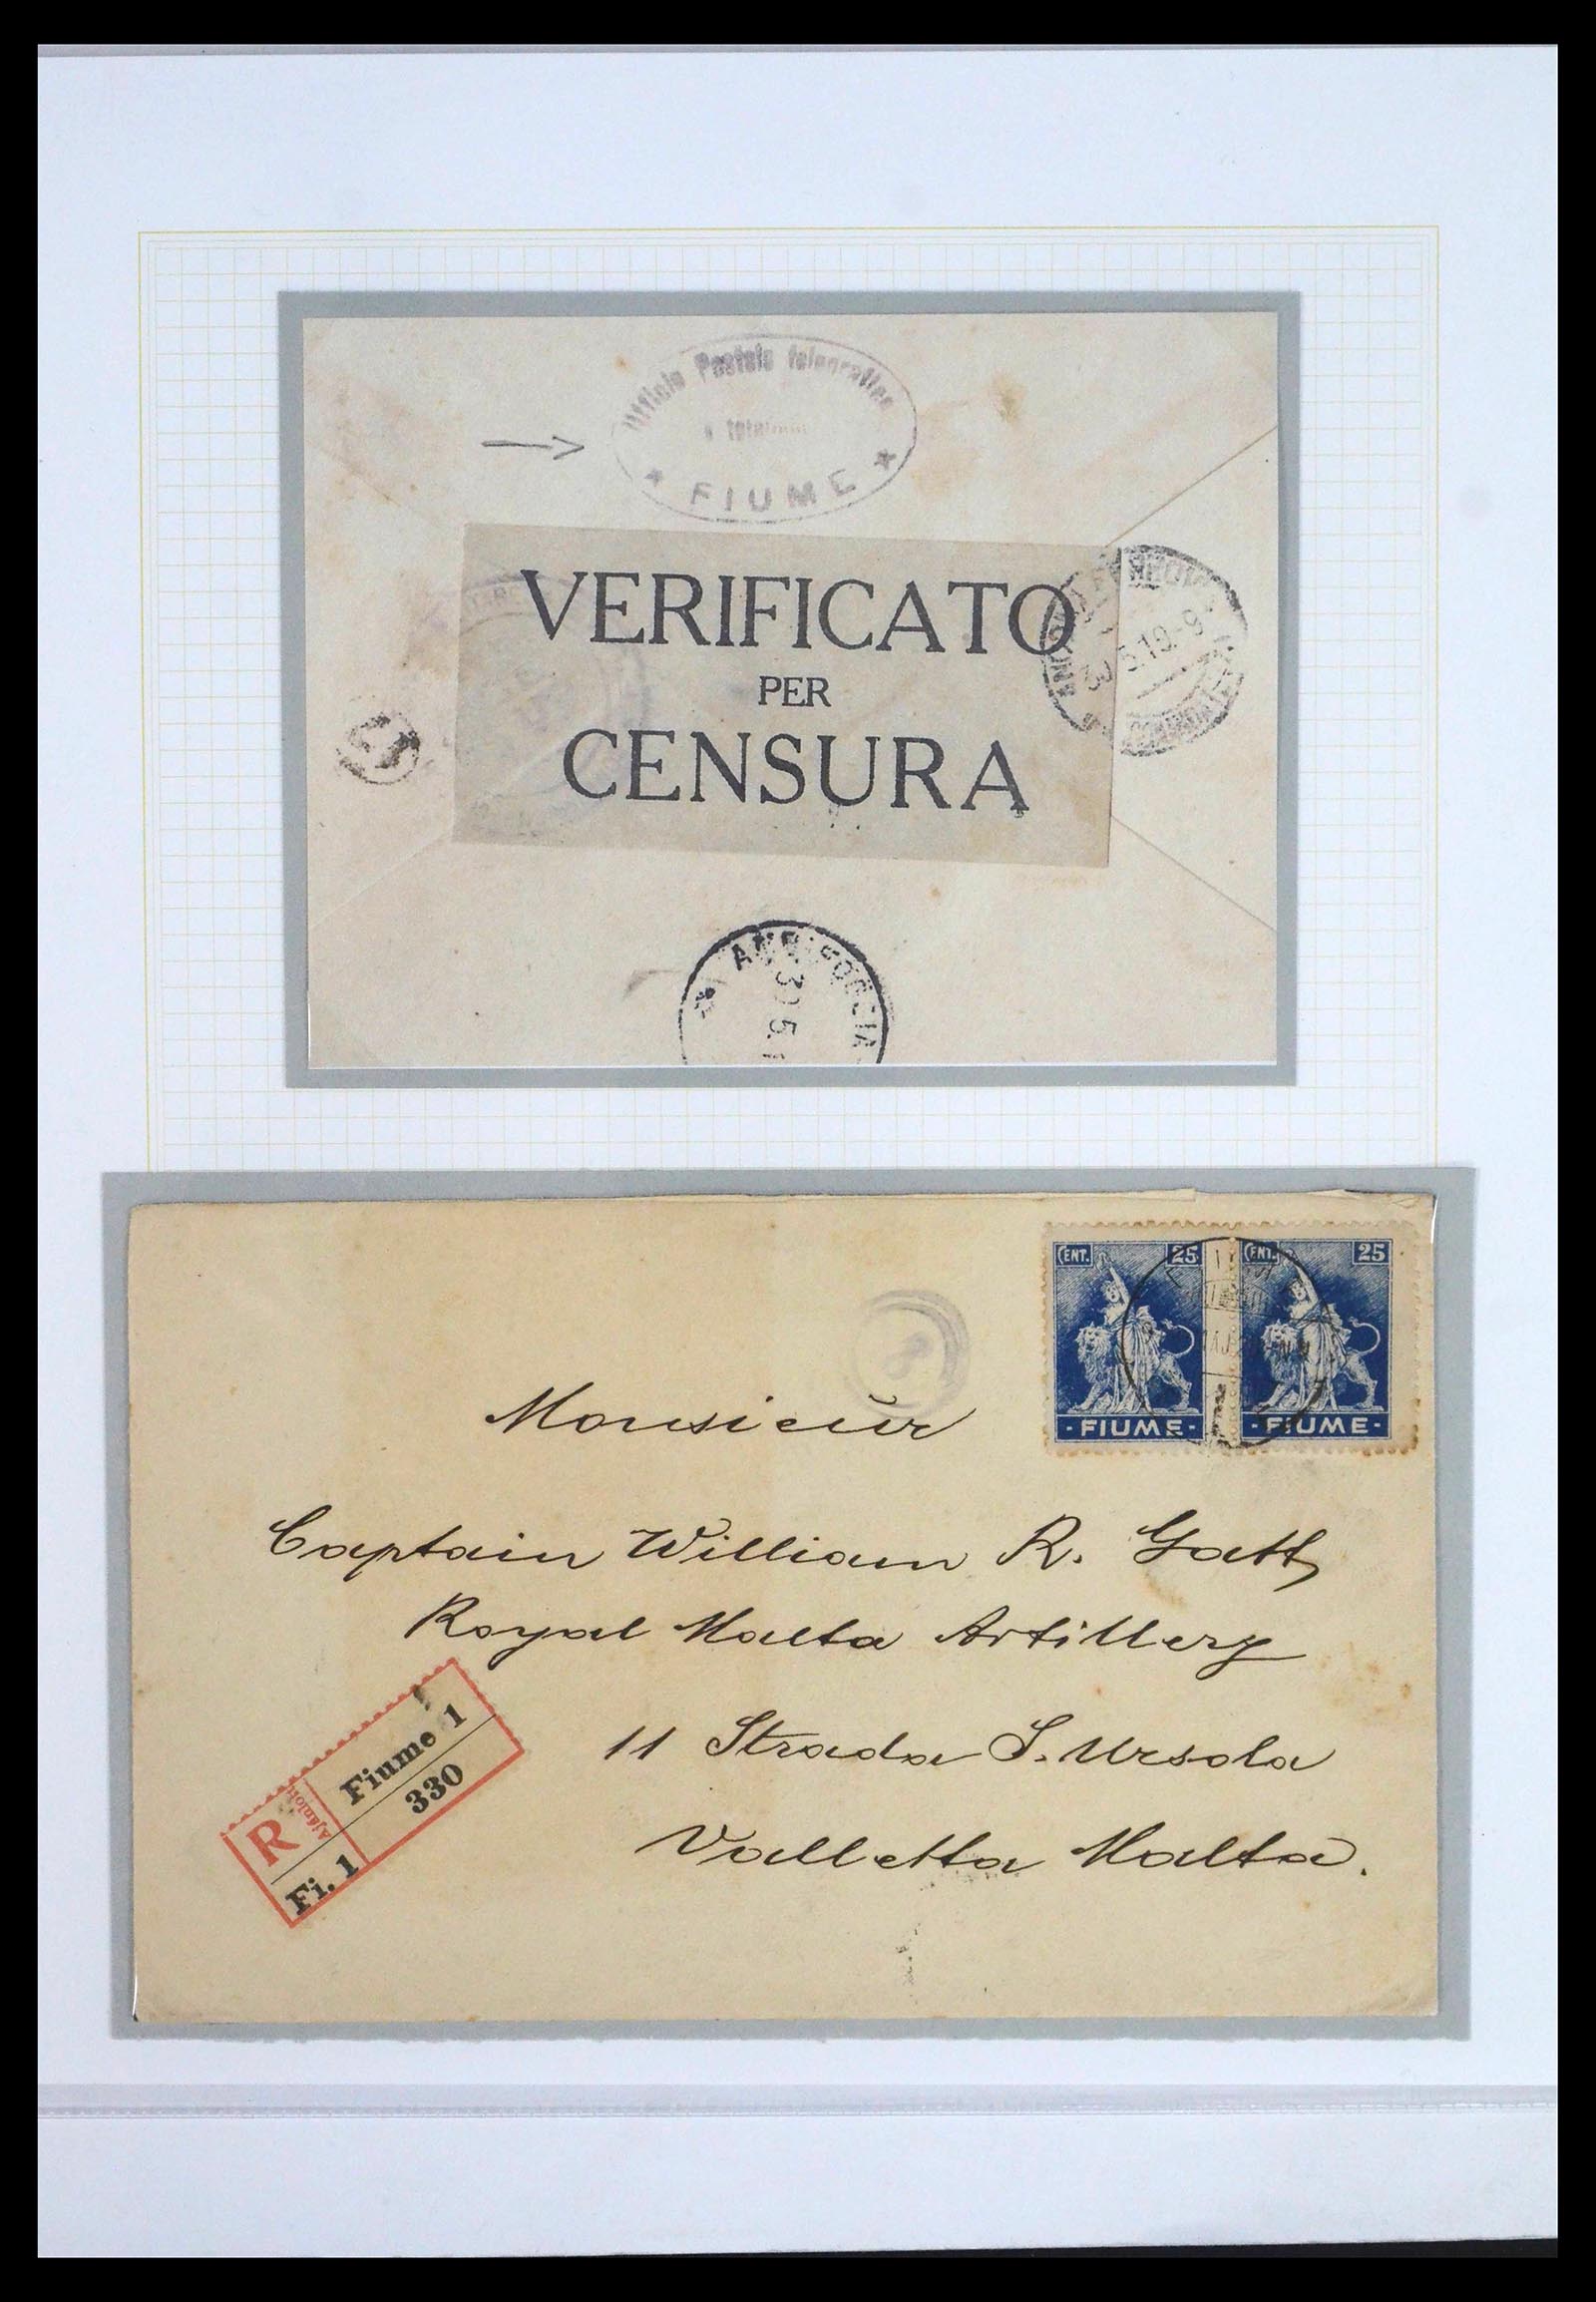 Ufficio Postale telegrafico
FIUME
VERIFICATO
PER
CENSURA
CENT. 25
CENT. 25
- FIUME -
- FIUME -
Monsieur
Captain William R. Gatt
Royal Malta Artillery
11 Strada S. Ursola
Valletta Malta.
R
Ajánlott
Fiume 1
330
Fi. 1